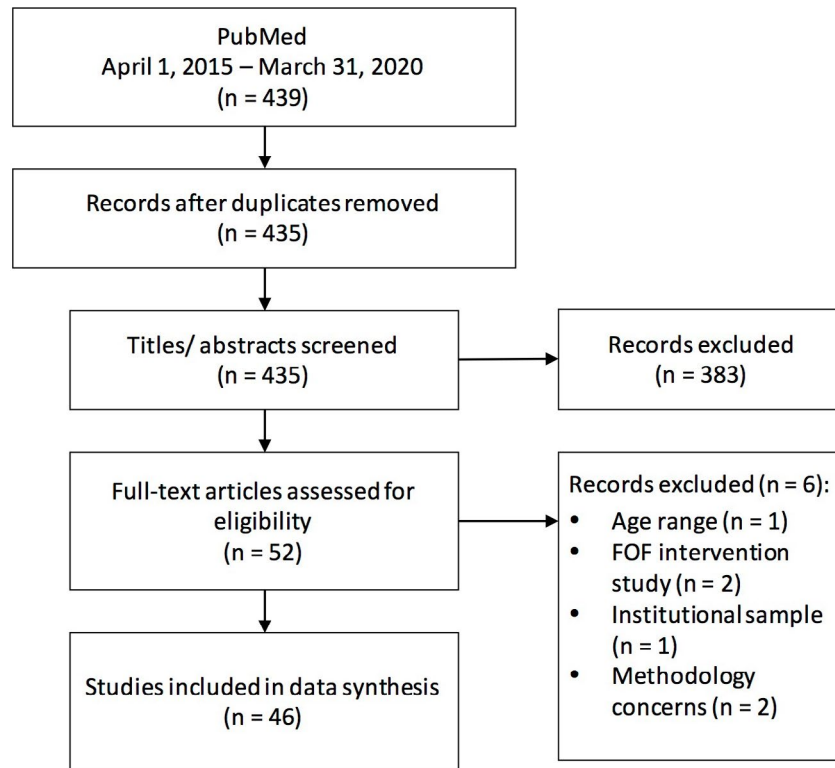 PubMed
April 1, 2015 – March 31, 2020
(n = 439)
Records after duplicates removed
(n = 435)
Titles/ abstracts screened
(n = 435)
Records excluded
(n = 383)
Full-text articles assessed for
eligibility
(n = 52)
Records excluded (n = 6):
• Age range (n = 1)
• FOF intervention
study (n = 2)
• Institutional sample
(n = 1)
• Methodology
concerns (n = 2)
Studies included in data synthesis
(n = 46)